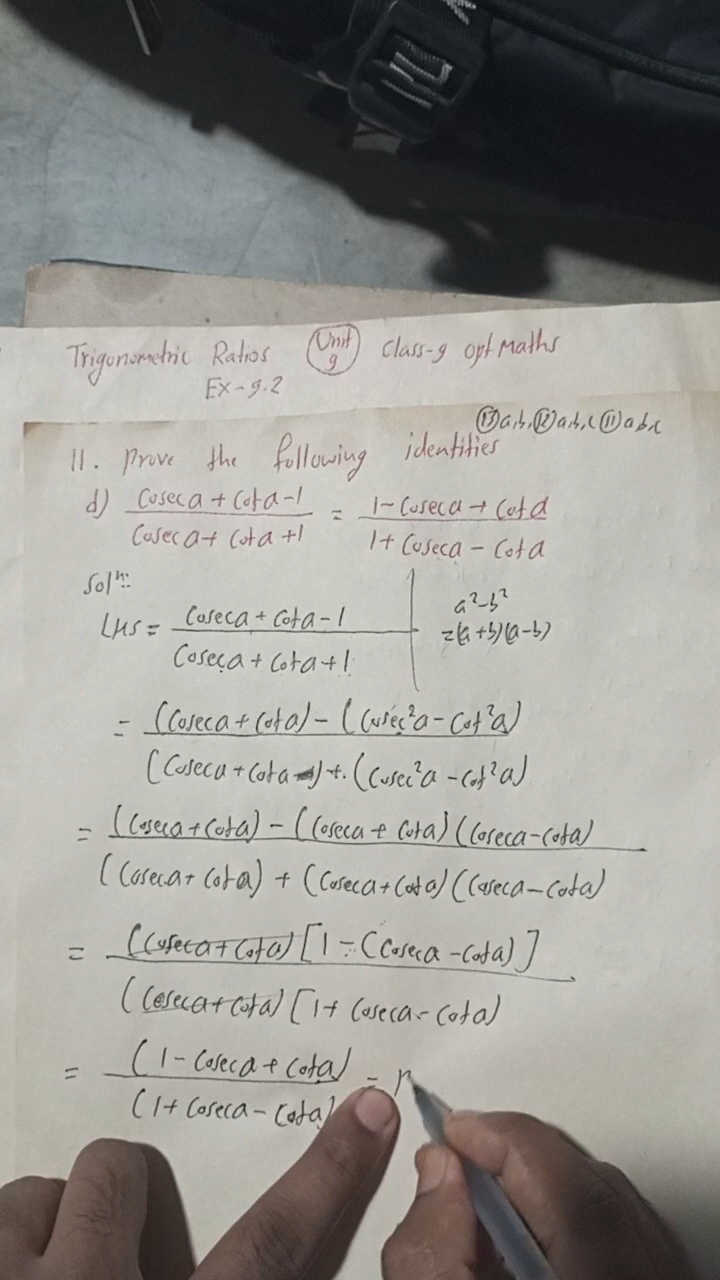 Trigonometric Ratios Unit 9 Class-9 opt Maths
Ex-9.2
(13)a,b,(12)a,b,c(11)a,b,c
11. prove the following identities
d) Coseca + Cota-1 / Coseca + Cota +1 = 1-Coseca + Cota / 1+Coseca - Cota
Solⁿ:
LHS = Coseca + Cota-1 / Coseca + Cota+1
a²-b²
=(a+b)(a-b)
= (Coseca + Cota) - (Cosec²a - Cot²a) / (Coseca + Cota) + (Cosec²a - Cot²a)
= (Coseca + Cota) - (Coseca + Cota)(Coseca-Cota) / (Coseca + Cota) + (Coseca+Cota)(Coseca-Cota)
= (Coseca+Cota)[1-(Coseca-Cota)] / (Coseca+Cota)[1+Coseca-Cota)
= (1-Coseca + Cota) / (1+Coseca-Cota) =